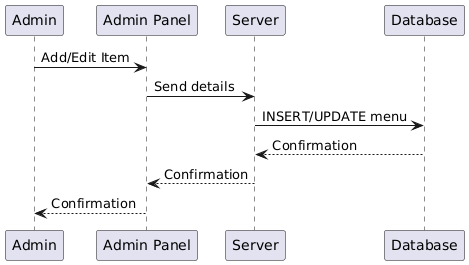 Admin Admin Panel Server Database
Add/Edit Item
Send details
INSERT/UPDATE menu
Confirmation
Confirmation
Confirmation
Admin Admin Panel Server Database